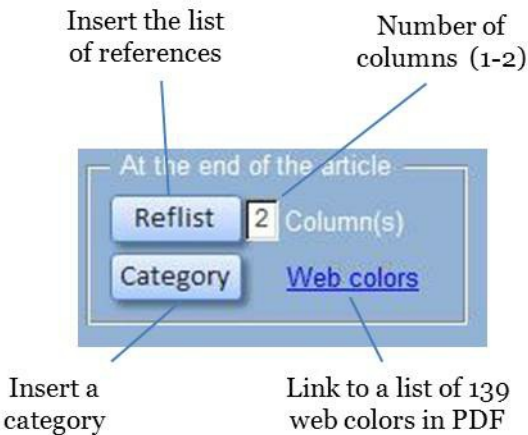 Insert the list
of references
Number of
columns (1-2)
At the end of the article
Reflist 2 Column(s)
Category Web colors
Insert a
category
Link to a list of 139
web colors in PDF